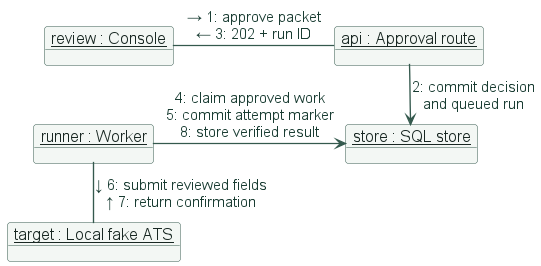 → 1: approve packet
← 3: 202 + run ID
review : Console
api : Approval route
2: commit decision
and queued run
4: claim approved work
5: commit attempt marker
8: store verified result
runner : Worker
store : SQL store
↓ 6: submit reviewed fields
↑ 7: return confirmation
target : Local fake ATS